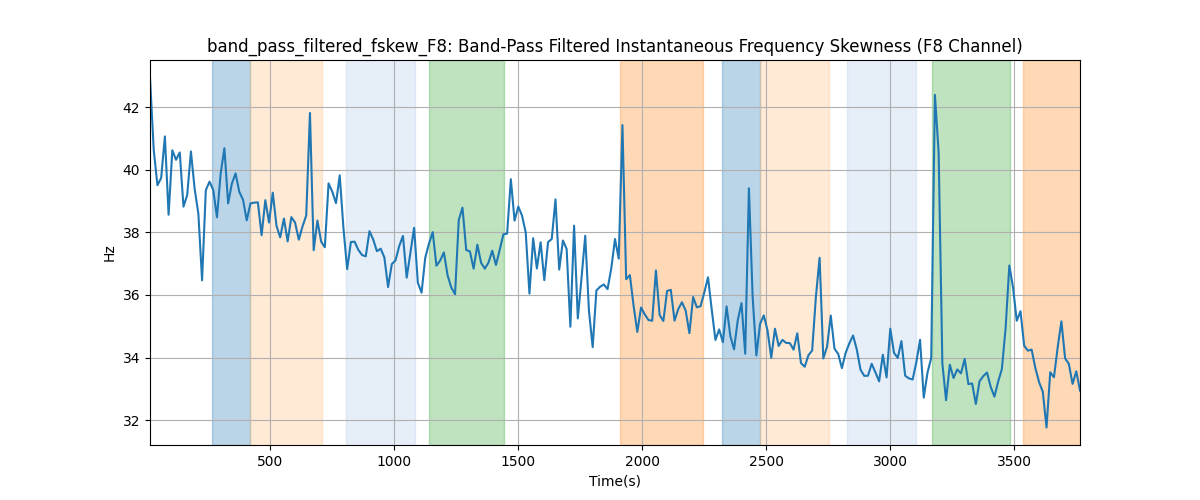 band_pass_filtered_fskew_F8: Band-Pass Filtered Instantaneous Frequency Skewness (F8 Channel)
Hz
42
40
38
36
34
32
500 1000 1500 2000 2500 3000 3500
Time(s)